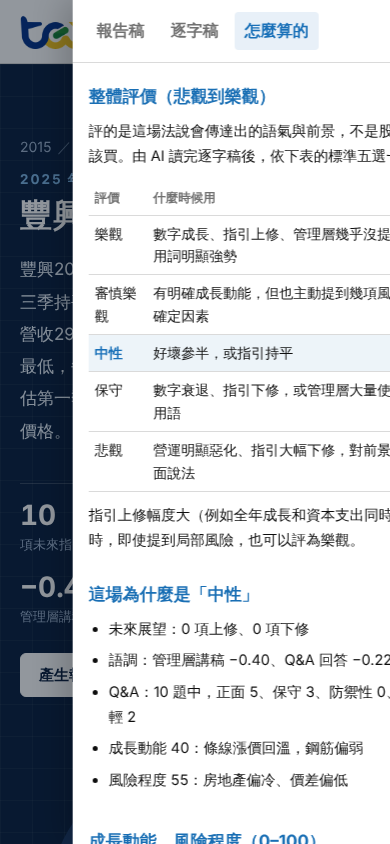 報告稿 逐字稿 怎麼算的
整體評價（悲觀到樂觀）
評的是這場法說會傳達出的語氣與前景，不是股
該買。由 AI 讀完逐字稿後，依下表的標準五選一
評價 什麼時候用
樂觀 數字成長、指引上修、管理層幾乎沒提
用詞明顯強勢
審慎樂觀 有明確成長動能，但也主動提到幾項風
確定因素
中性 好壞參半，或指引持平
保守 數字衰退、指引下修，或管理層大量使
用語
悲觀 營運明顯惡化、指引大幅下修，對前景
面說法
指引上修幅度大（例如全年成長和資本支出同時
時，即使提到局部風險，也可以評為樂觀。
這場為什麼是「中性」
• 未來展望：0 項上修、0 項下修
• 語調：管理層講稿 −0.40、Q&A 回答 −0.22
• Q&A：10 題中，正面 5、保守 3、防禦性 0、
輕 2
• 成長動能 40：條線漲價回溫，鋼筋偏弱
• 風險程度 55：房地產偏冷、價差偏低
成長動能、風險程度（0–100）
2015 ／
2025
豐興
豐興20
三季持
營收29
最低，
估第一
價格。
10
項未來指
−0.4
管理層講
產生